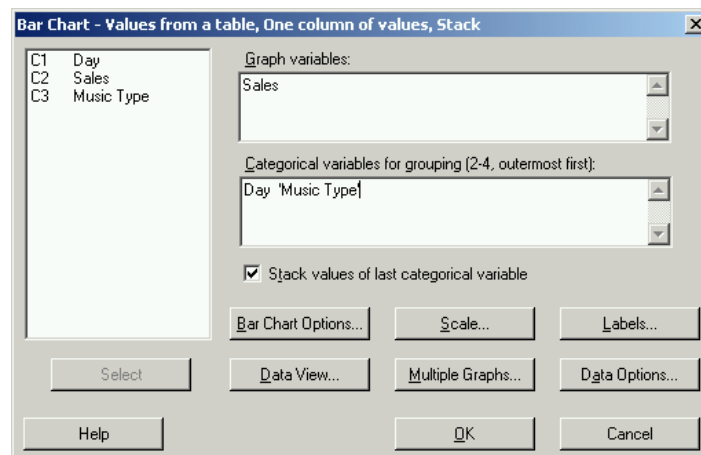 Bar Chart - Values from a table, One column of values, Stack
C1 Day
C2 Sales
C3 Music Type
Graph variables:
Sales
Categorical variables for grouping (2-4, outermost first):
Day 'Music Type'
Stack values of last categorical variable
Bar Chart Options... Scale... Labels...
Select Data View... Multiple Graphs... Data Options...
Help OK Cancel